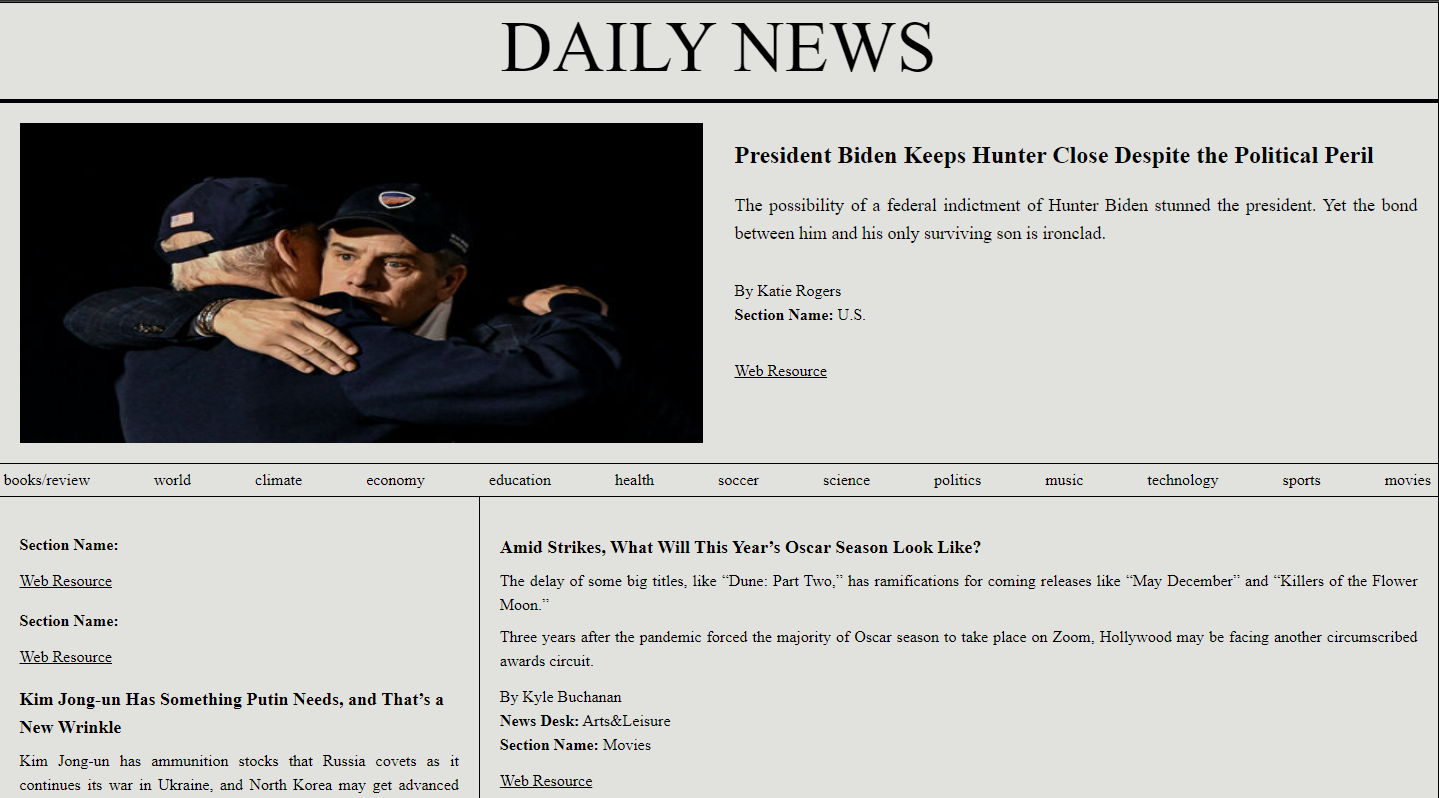 DAILY NEWS
President Biden Keeps Hunter Close Despite the Political Peril
The possibility of a federal indictment of Hunter Biden stunned the president. Yet the bond
between him and his only surviving son is ironclad.
By Katie Rogers
Section Name: U.S.
Web Resource
books/review world climate economy education health soccer science politics music technology sports movies
Section Name:
Web Resource
Section Name:
Web Resource
Kim Jong-un Has Something Putin Needs, and That’s a
New Wrinkle
Kim Jong-un has ammunition stocks that Russia covets as it
continues its war in Ukraine, and North Korea may get advanced
Amid Strikes, What Will This Year’s Oscar Season Look Like?
The delay of some big titles, like “Dune: Part Two,” has ramifications for coming releases like “May December” and “Killers of the Flower
Moon.”
Three years after the pandemic forced the majority of Oscar season to take place on Zoom, Hollywood may be facing another circumscribed
awards circuit.
By Kyle Buchanan
News Desk: Arts&Leisure
Section Name: Movies
Web Resource